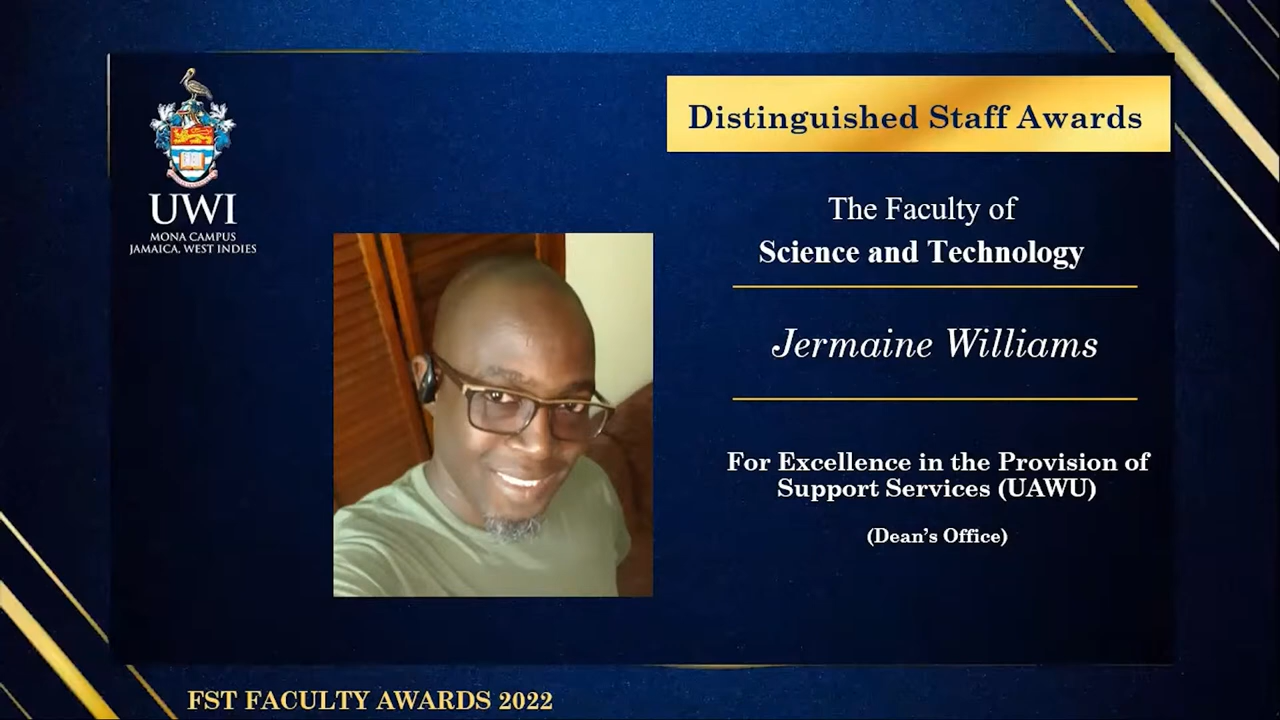 UWI
MONA CAMPUS
JAMAICA, WEST INDIES
Distinguished Staff Awards
The Faculty of
Science and Technology
Jermaine Williams
For Excellence in the Provision of
Support Services (UAWU)
(Dean's Office)
FST FACULTY AWARDS 2022